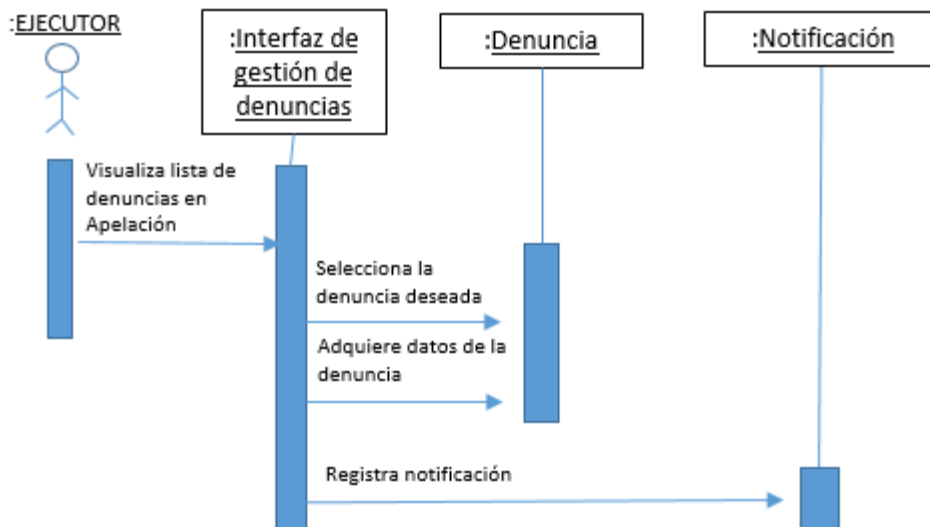 :EJECUTOR
:Interfaz de
gestión de
denuncias
:Denuncia
:Notificación
Visualiza lista de
denuncias en
Apelación
Selecciona la
denuncia deseada
Adquiere datos de la
denuncia
Registra notificación